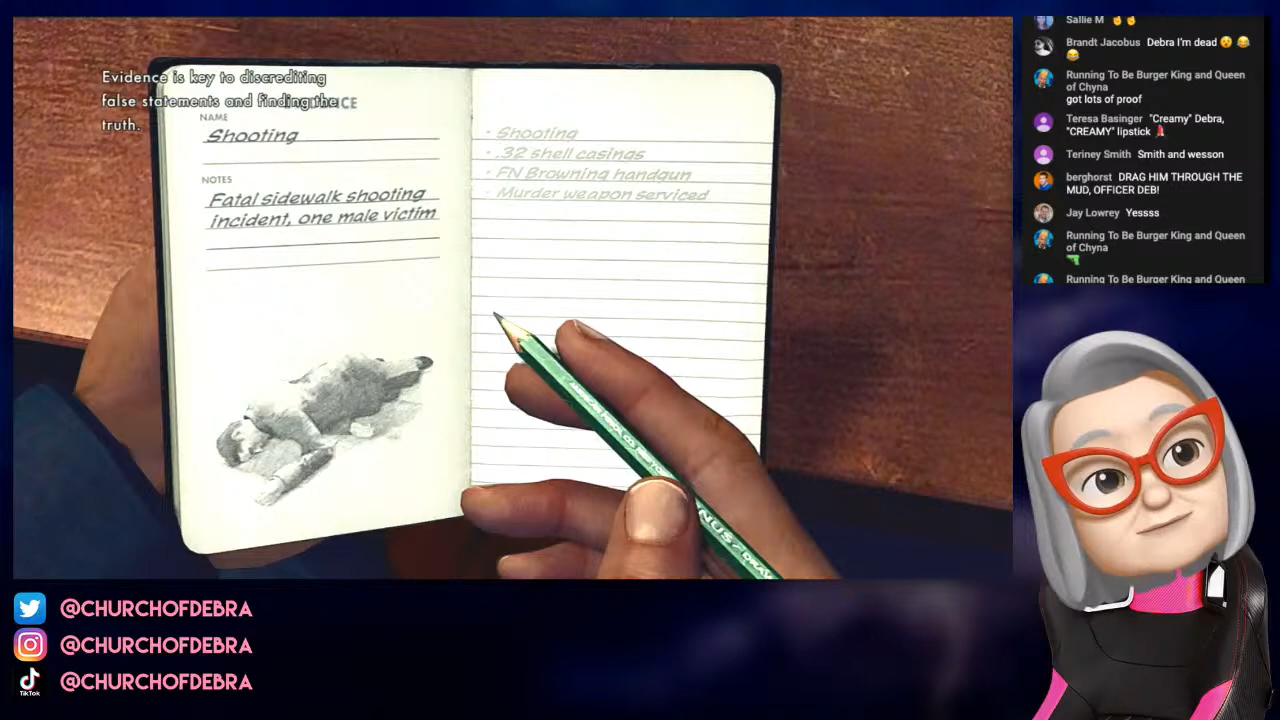 Evidence is key to discrediting
false statements and finding the
truth.
NAME
Shooting
NOTES
Fatal sidewalk shooting
incident, one male victim
• Shooting
• .32 shell casings
• FN Browning handgun
• Murder weapon serviced
Sallie M
Brandt Jacobus Debra I'm dead 😮 😂
😂
Running To Be Burger King and Queen
of Chyna
got lots of proof
Teresa Basinger "Creamy" Debra,
"CREAMY" lipstick 💄
Teriney Smith Smith and wesson
berghorst DRAG HIM THROUGH THE
MUD, OFFICER DEB!
Jay Lowrey Yessss
Running To Be Burger King and Queen
of Chyna
Running To Be Burger King and Queen
@CHURCHOFDEBRA
@CHURCHOFDEBRA
TikTok
@CHURCHOFDEBRA